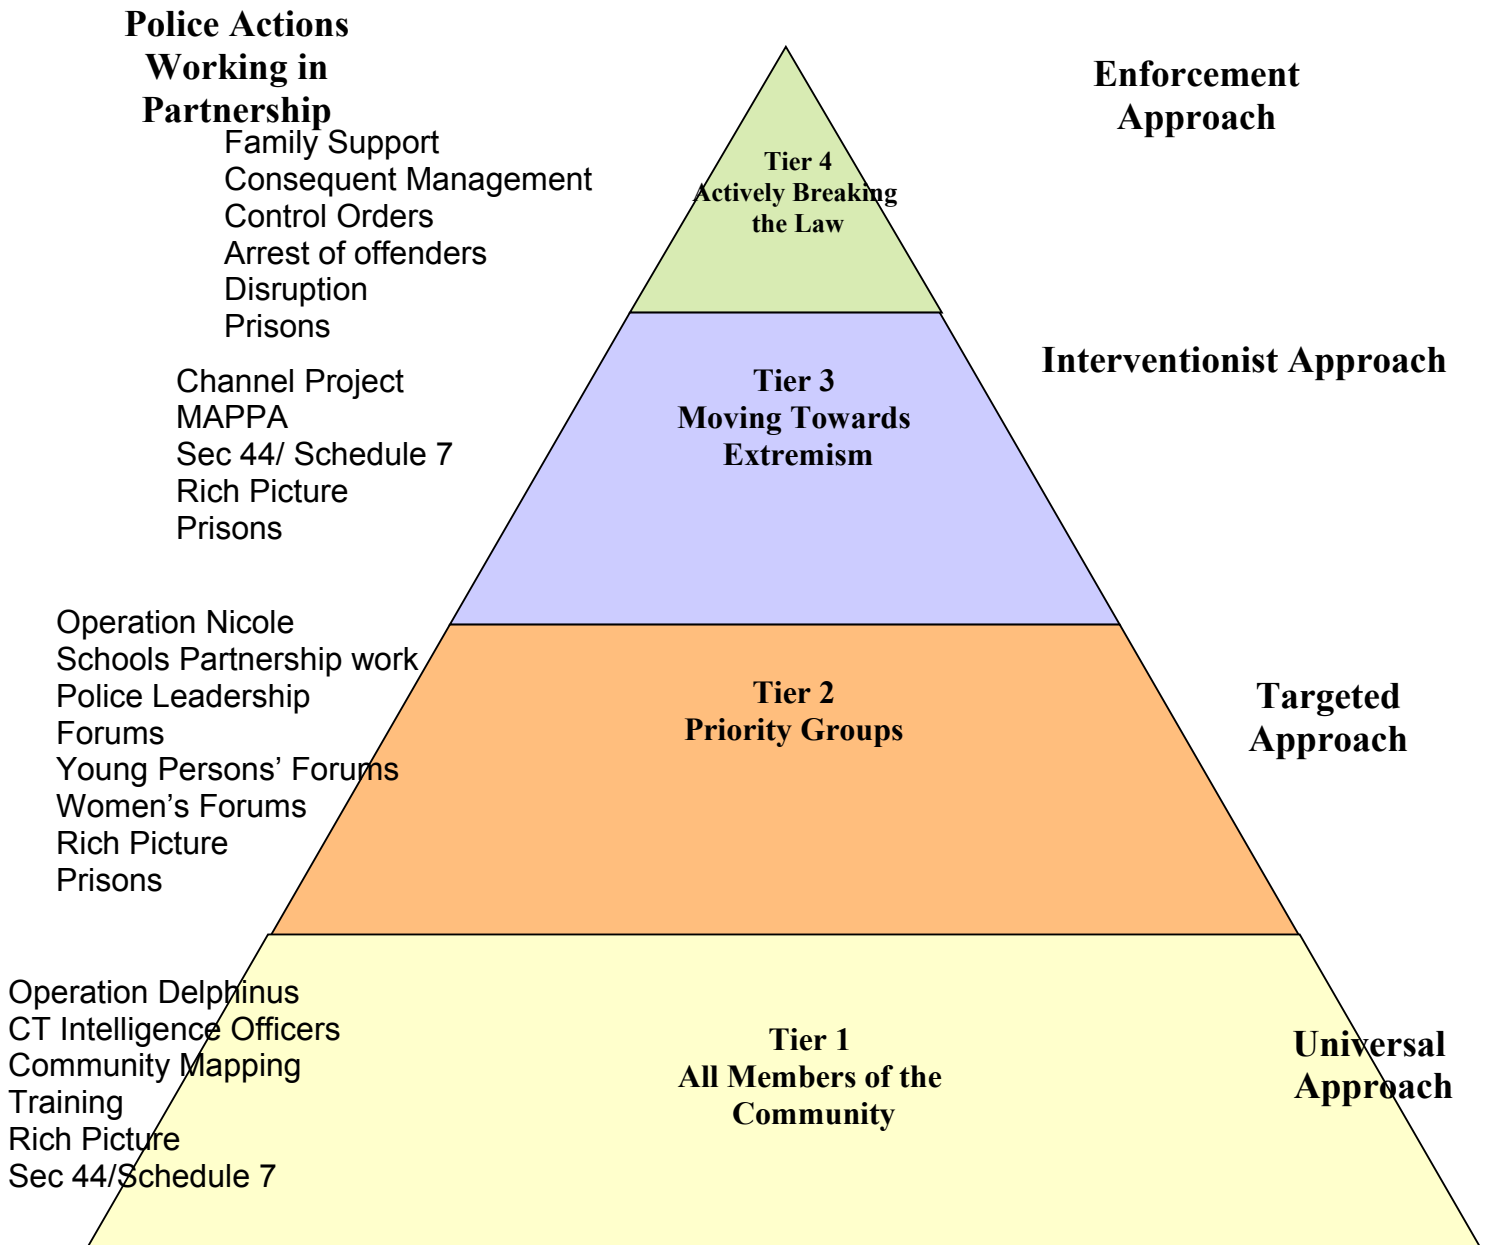 Police Actions
Working in
Partnership
Family Support
Consequent Management
Control Orders
Arrest of offenders
Disruption
Prisons
Tier 4
Actively Breaking
the Law
Enforcement
Approach
Channel Project
MAPPA
Sec 44/ Schedule 7
Rich Picture
Prisons
Tier 3
Moving Towards
Extremism
Interventionist Approach
Operation Nicole
Schools Partnership work
Police Leadership
Forums
Young Persons’ Forums
Women’s Forums
Rich Picture
Prisons
Tier 2
Priority Groups
Targeted
Approach
Operation Delphinus
CT Intelligence Officers
Community Mapping
Training
Rich Picture
Sec 44/Schedule 7
Tier 1
All Members of the
Community
Universal
Approach